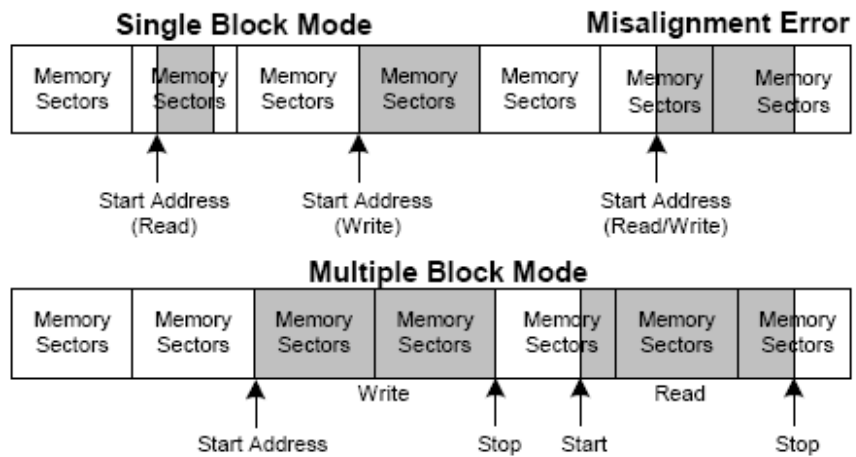 Single Block Mode
Misalignment Error
Memory Memory Memory Memory Memory Memory Memory
Sectors Sectors Sectors Sectors Sectors Sectors Sectors
Start Address Start Address Start Address
(Read) (Write) (Read/Write)
Multiple Block Mode
Memory Memory Memory Memory Memory Memory Memory
Sectors Sectors Sectors Sectors Sectors Sectors Sectors
Write Read
Start Address Stop Start Stop